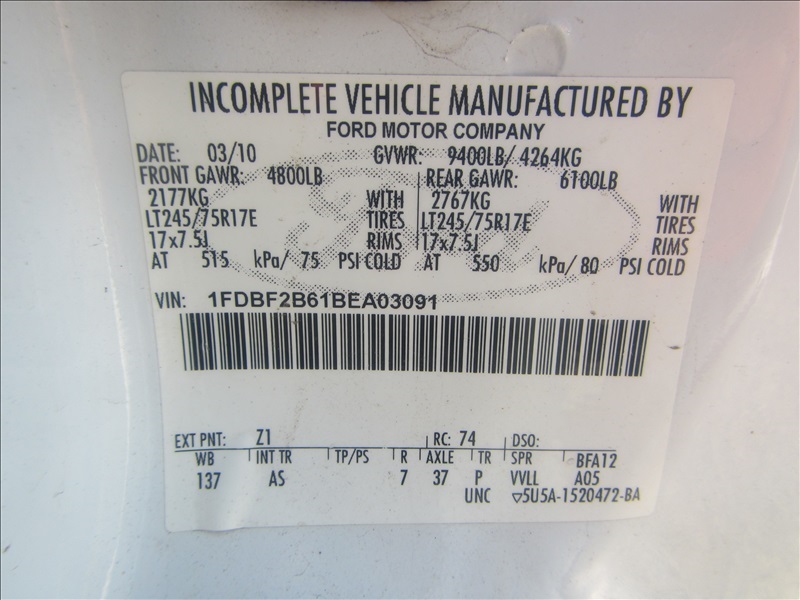 INCOMPLETE VEHICLE MANUFACTURED BY
FORD MOTOR COMPANY
DATE: 03/10 GVWR: 9400LB/ 4264KG
FRONT GAWR: 4800LB REAR GAWR: 6100LB
2177KG WITH 2767KG WITH
LT245/75R17E TIRES LT245/75R17E TIRES
17x7.5J RIMS 17x7.5J RIMS
AT 515 kPa/ 75 PSI COLD AT 550 kPa/ 80 PSI COLD
VIN: 1FDBF2B61BEA03091
EXT PNT: Z1 RC: 74 DSO:
WB INT TR TP/PS R AXLE TR SPR BFA12
137 AS 7 37 P VVLL A05
UNC ▽5U5A-1520472-BA